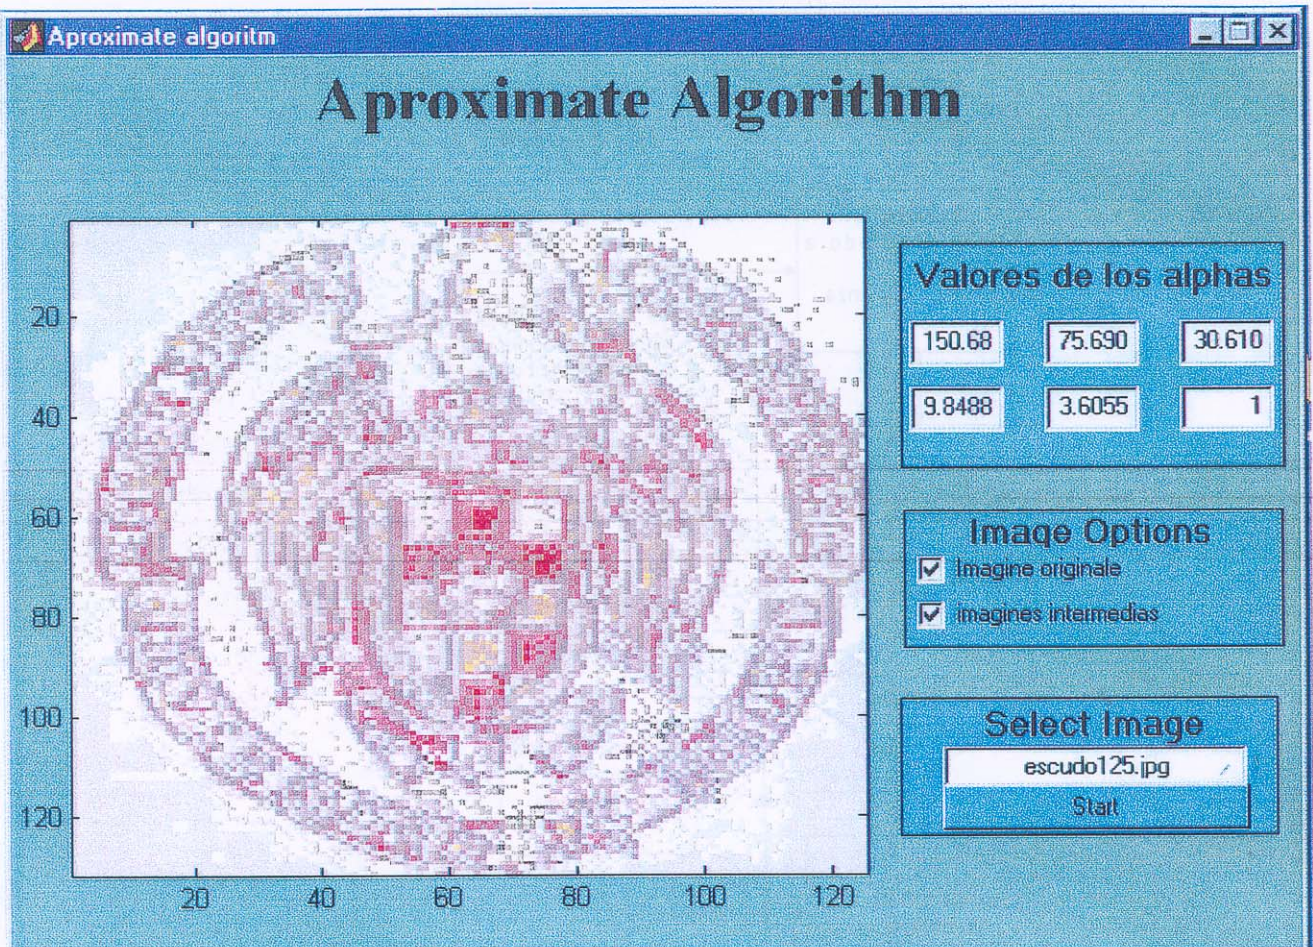 Aproximate algoritm
Aproximate Algorithm
20
40
60
80
100
120
20
40
60
80
100
120
Valores de los alphas
150.68 75.690 30.610
9.8488 3.6055 1
Image Options
Imagine originale
imagines intermedias
Select Image
escudo125.jpg
Start